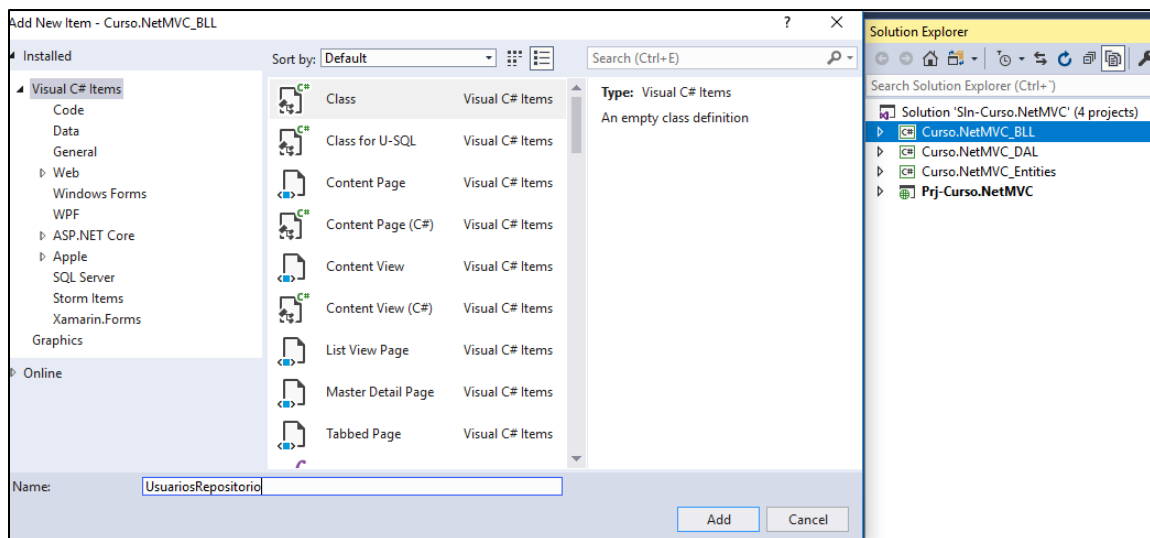 Add New Item - Curso.NetMVC_BLL
? ×
Installed
Sort by: Default
Search (Ctrl+E)
Visual C# Items
Code
Data
General
Web
Windows Forms
WPF
ASP.NET Core
Apple
SQL Server
Storm Items
Xamarin.Forms
Graphics
Online
Class Visual C# Items
Class for U-SQL Visual C# Items
Content Page Visual C# Items
Content Page (C#) Visual C# Items
Content View Visual C# Items
Content View (C#) Visual C# Items
List View Page Visual C# Items
Master Detail Page Visual C# Items
Tabbed Page Visual C# Items
Type: Visual C# Items
An empty class definition
Name: UsuariosRepositorio
Add Cancel
Solution Explorer
Search Solution Explorer (Ctrl+¨)
Solution 'Sln-Curso.NetMVC' (4 projects)
C# Curso.NetMVC_BLL
C# Curso.NetMVC_DAL
C# Curso.NetMVC_Entities
Prj-Curso.NetMVC